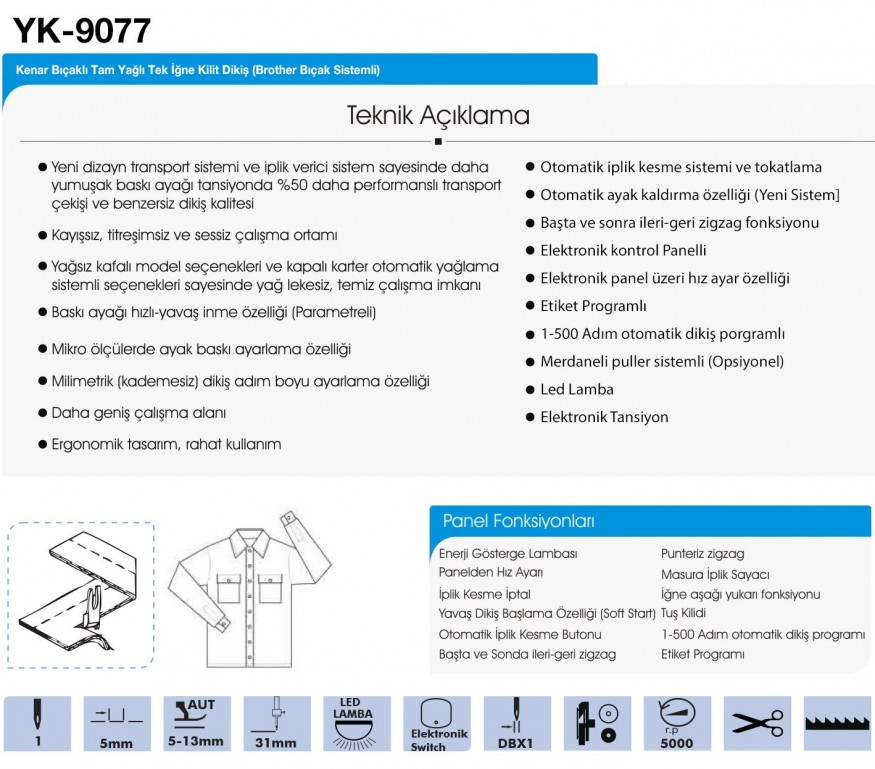 YK-9077
Kenar Bıçaklı Tam Yağlı Tek İğne Kilit Dikiş (Brother Bıçak Sistemli)
Teknik Açıklama
Yeni dizayn transport sistemi ve iplik verici sistem sayesinde daha
yumuşak baskı ayağı tansiyonda %50 daha performanslı transport
çekişi ve benzersiz dikiş kalitesi
Kayışsız, titreşimsiz ve sessiz çalışma ortamı
Yağsız kafalı model seçenekleri ve kapalı karter otomatik yağlama
sistemli seçenekleri sayesinde yağ lekesiz, temiz çalışma imkanı
Baskı ayağı hızlı-yavaş inme özelliği (Parametreli)
Mikro ölçülerde ayak baskı ayarlama özelliği
Milimetrik (kademesiz) dikiş adım boyu ayarlama özelliği
Daha geniş çalışma alanı
Ergonomik tasarım, rahat kullanım
Otomatik iplik kesme sistemi ve tokatlama
Otomatik ayak kaldırma özelliği (Yeni Sistem]
Başta ve sonra ileri-geri zigzag fonksiyonu
Elektronik kontrol Panelli
Elektronik panel üzeri hız ayar özelliği
Etiket Programlı
1-500 Adım otomatik dikiş porgramlı
Merdaneli puller sistemli (Opsiyonel)
Led Lamba
Elektronik Tansiyon
Panel Fonksiyonları
Enerji Gösterge Lambası
Panelden Hız Ayarı
İplik Kesme İptal
Yavaş Dikiş Başlama Özelliği (Soft Start)
Otomatik İplik Kesme Butonu
Başta ve Sonda ileri-geri zigzag
Punteriz zigzag
Masura İplik Sayacı
İğne aşağı yukarı fonksiyonu
Tuş Kilidi
1-500 Adım otomatik dikiş programı
Etiket Programı
1
5mm
AUT
5-13mm
31mm
LED
LAMBA
Elektronik
Switch
DBX1
r.p
5000